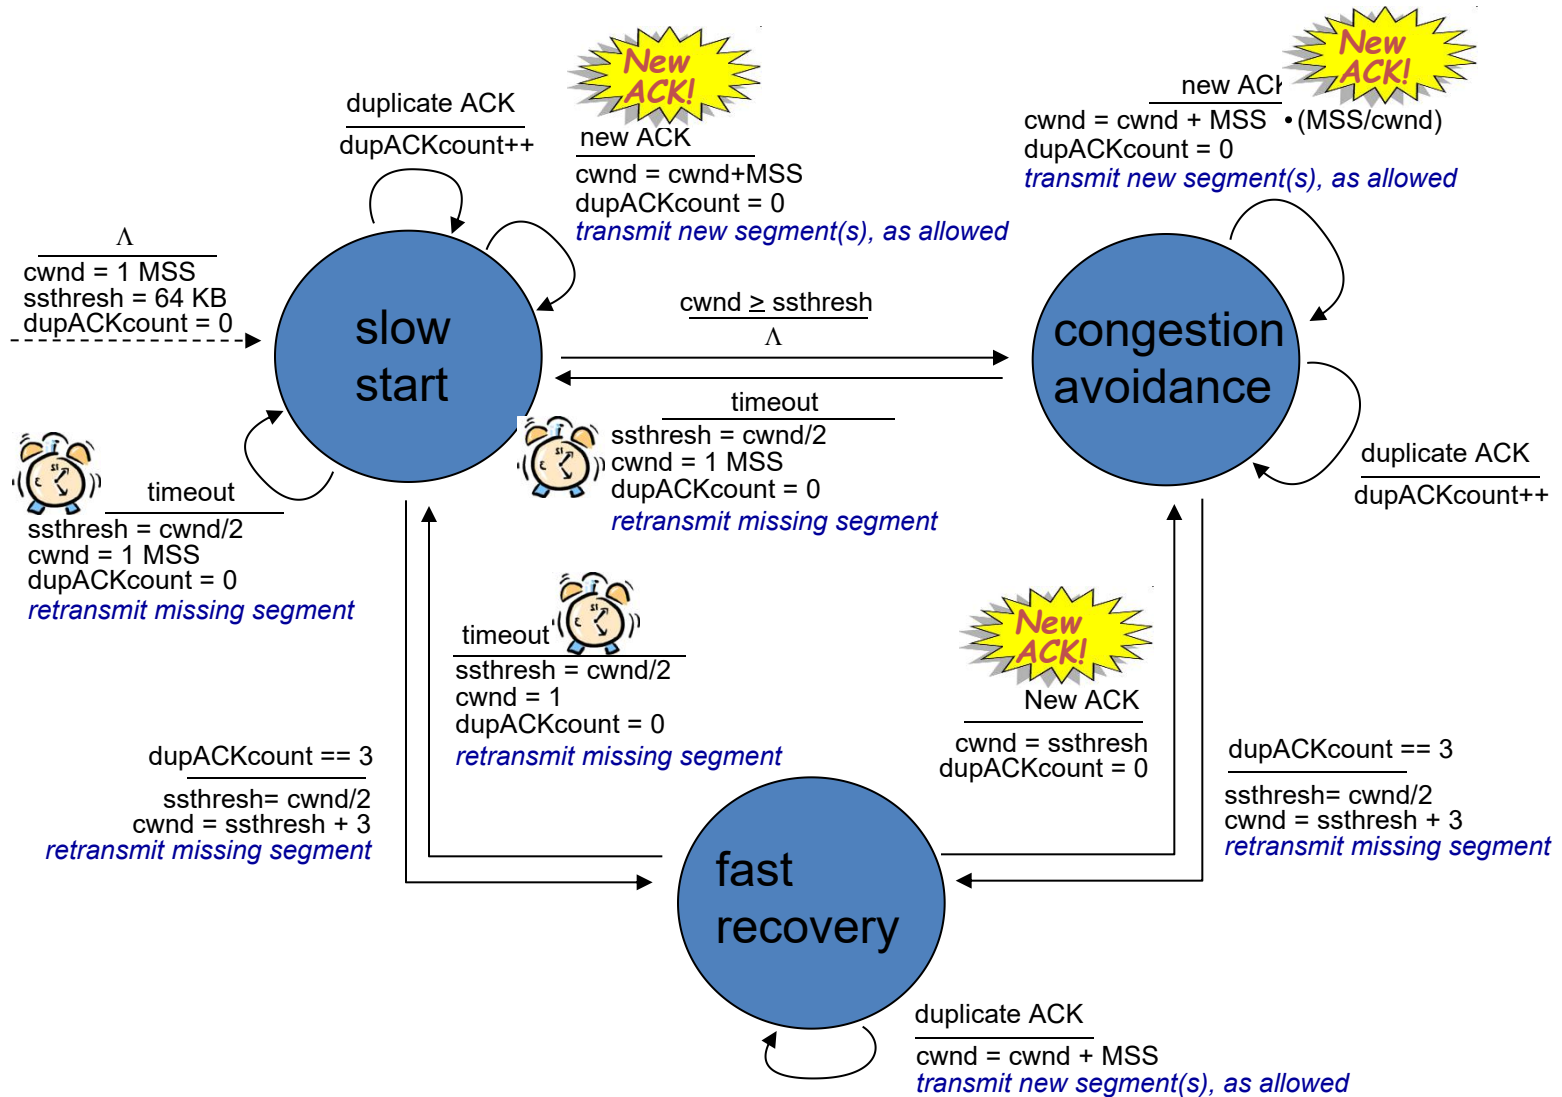 New
ACK!
duplicate ACK
dupACKcount++
new ACK
cwnd = cwnd+MSS
dupACKcount = 0
transmit new segment(s), as allowed
New
ACK!
new ACK
cwnd = cwnd + MSS •(MSS/cwnd)
dupACKcount = 0
transmit new segment(s), as allowed
Λ
cwnd = 1 MSS
ssthresh = 64 KB
dupACKcount = 0
slow
start
cwnd ≥ ssthresh
Λ
congestion
avoidance
timeout
ssthresh = cwnd/2
cwnd = 1 MSS
dupACKcount = 0
retransmit missing segment
timeout
ssthresh = cwnd/2
cwnd = 1 MSS
dupACKcount = 0
retransmit missing segment
duplicate ACK
dupACKcount++
timeout
ssthresh = cwnd/2
cwnd = 1
dupACKcount = 0
retransmit missing segment
New
ACK!
New ACK
cwnd = ssthresh
dupACKcount = 0
dupACKcount == 3
ssthresh= cwnd/2
cwnd = ssthresh + 3
retransmit missing segment
dupACKcount == 3
ssthresh= cwnd/2
cwnd = ssthresh + 3
retransmit missing segment
fast
recovery
duplicate ACK
cwnd = cwnd + MSS
transmit new segment(s), as allowed